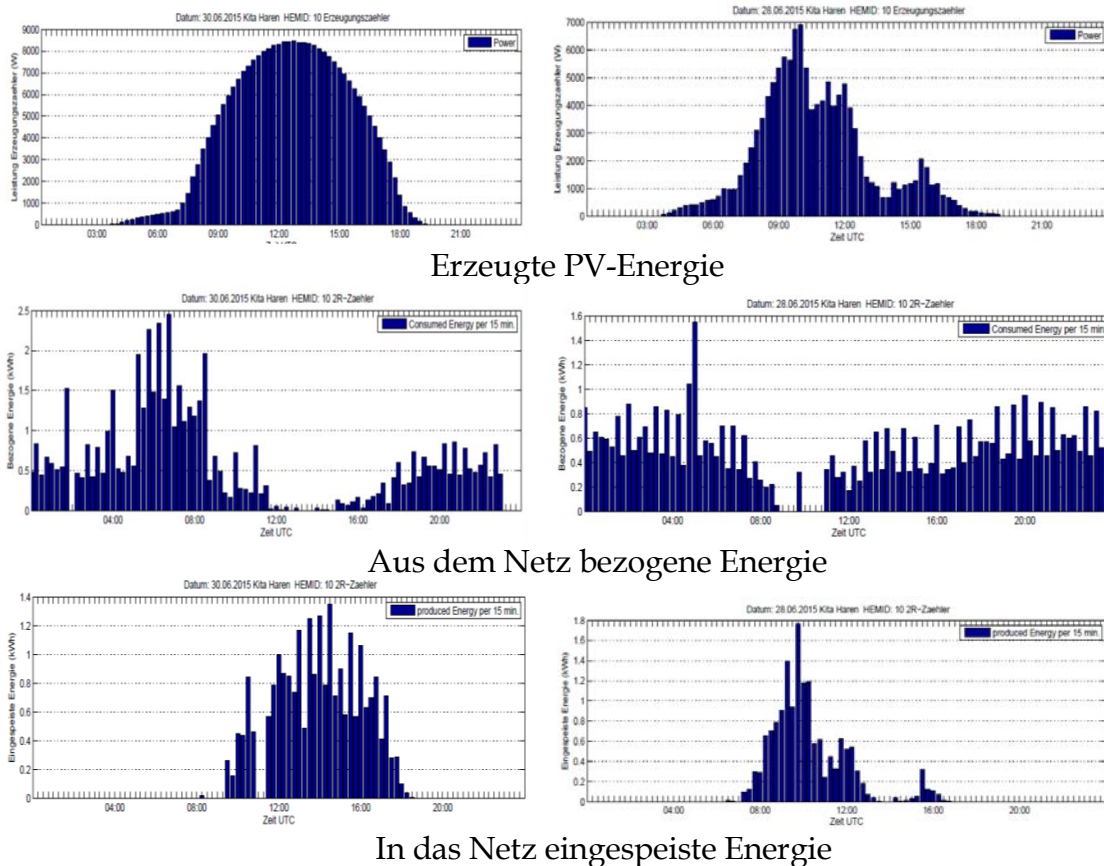 Datum: 30.06.2015 Kita Haren HEMID: 10 Erzeugungszaehler
Leistung Erzeugungszaehler (W)
9000
8000
7000
6000
5000
4000
3000
2000
1000
0
Power
03:00 06:00 09:00 12:00 15:00 18:00 21:00
Zeit UTC
Datum: 28.06.2015 Kita Haren HEMID: 10 Erzeugungszaehler
Leistung Erzeugungszaehler (W)
7000
6000
5000
4000
3000
2000
1000
0
Power
03:00 06:00 09:00 12:00 15:00 18:00 21:00
Zeit UTC
Erzeugte PV-Energie
Datum: 30.06.2015 Kita Haren HEMID: 10 2R-Zaehler
Bezogene Energie (kWh)
2.5
2
1.5
1
0.5
0
Consumed Energy per 15 min.
04:00 08:00 12:00 16:00 20:00
Zeit UTC
Datum: 28.06.2015 Kita Haren HEMID: 10 2R-Zaehler
Bezogene Energie (kWh)
1.6
1.4
1.2
1
0.8
0.6
0.4
0.2
0
Consumed Energy per 15 min.
04:00 08:00 12:00 16:00 20:00
Zeit UTC
Aus dem Netz bezogene Energie
Datum: 30.06.2015 Kita Haren HEMID: 10 2R-Zaehler
Eingespeiste Energie (kWh)
1.4
1.2
1
0.8
0.6
0.4
0.2
0
produced Energy per 15 min.
04:00 08:00 12:00 16:00 20:00
Zeit UTC
Datum: 28.06.2015 Kita Haren HEMID: 10 2R-Zaehler
Eingespeiste Energie (kWh)
1.8
1.6
1.4
1.2
1
0.8
0.6
0.4
0.2
0
produced Energy per 15 min.
04:00 08:00 12:00 16:00 20:00
Zeit UTC
In das Netz eingespeiste Energie